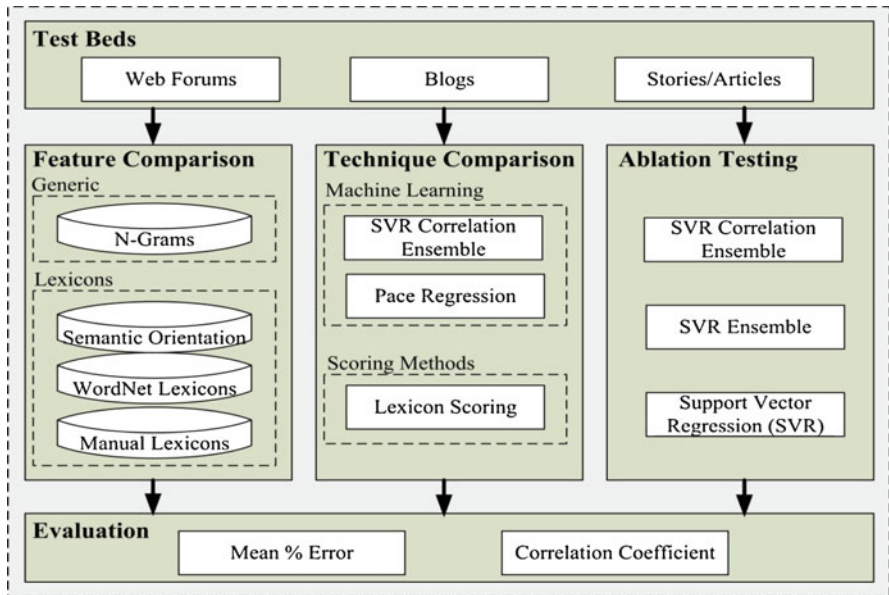 Test Beds
Web Forums
Blogs
Stories/Articles
Feature Comparison
Generic
N-Grams
Lexicons
Semantic Orientation
WordNet Lexicons
Manual Lexicons
Technique Comparison
Machine Learning
SVR Correlation
Ensemble
Pace Regression
Scoring Methods
Lexicon Scoring
Ablation Testing
SVR Correlation
Ensemble
SVR Ensemble
Support Vector
Regression (SVR)
Evaluation
Mean % Error
Correlation Coefficient